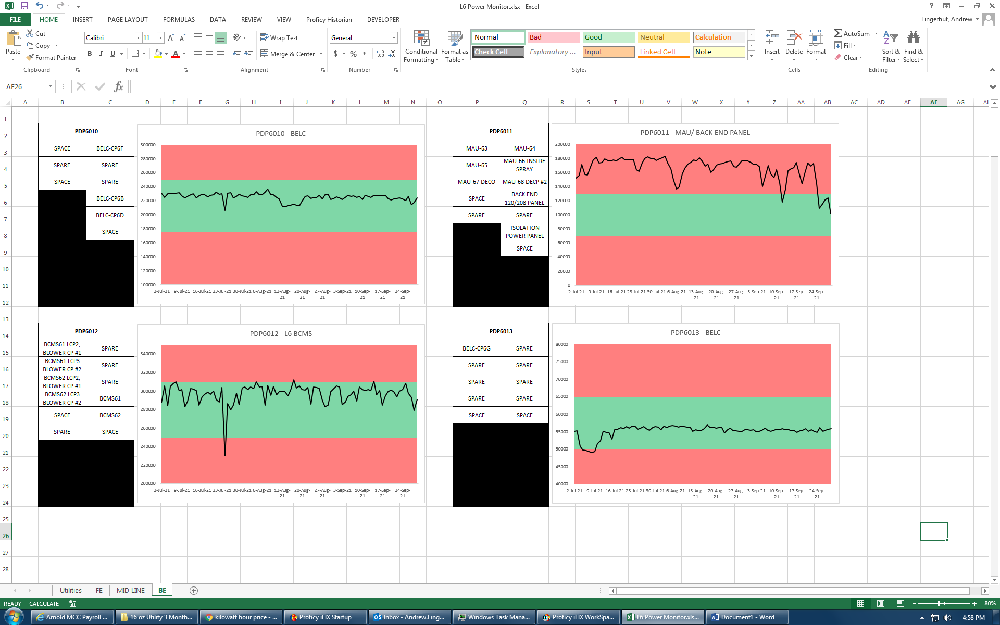 L6 Power Monitor.xlsx - Excel
FILE HOME INSERT PAGE LAYOUT FORMULAS DATA REVIEW VIEW Proficy Historian DEVELOPER
Fingerhut, Andrew
Paste
Cut
Copy
Format Painter
Clipboard
Calibri 11
B I U
Font
Wrap Text
Merge & Center
Alignment
General
$ % ,
Number
Conditional Formatting
Format as Table
Normal Bad Good Neutral Calculation
Check Cell Explanatory ... Input Linked Cell Note
Styles
Insert Delete Format
Cells
AutoSum
Fill
Clear
Sort & Filter
Find & Select
Editing
AF26
fx
A B C D E F G H I J K L M N O P Q R S T U V W X Y Z AA AB AC AD AE AF AG
1
2
3
4
5
6
7
8
9
10
11
12
13
14
15
16
17
18
19
20
21
22
23
24
25
26
27
28
PDP6010
SPACE BELC-CP6F
SPARE SPARE
SPACE SPARE
BELC-CP6B
BELC-CP6D
SPACE
PDP6010 - BELC
300000
280000
260000
240000
220000
200000
180000
160000
140000
120000
100000
2-Jul-21 9-Jul-21 16-Jul-21 23-Jul-21 30-Jul-21 6-Aug-21 13-Aug-21 20-Aug-21 27-Aug-21 3-Sep-21 10-Sep-21 17-Sep-21 24-Sep-21
PDP6011
MAU-63 MAU-64
MAU-65 MAU-66 INSIDE SPRAY
MAU-67 DECO MAU-68 DECP #2
SPACE BACK END 120/208 PANEL
SPARE SPARE
ISOLATION POWER PANEL
SPACE
PDP6011 - MAU/ BACK END PANEL
200000
180000
160000
140000
120000
100000
80000
60000
40000
20000
0
2-Jul-21 9-Jul-21 16-Jul-21 23-Jul-21 30-Jul-21 6-Aug-21 13-Aug-21 20-Aug-21 27-Aug-21 3-Sep-21 10-Sep-21 17-Sep-21 24-Sep-21
PDP6012
BCMS61 LCP2, BLOWER CP #1 SPARE
BCMS61 LCP3 BLOWER CP #2 SPARE
BCMS62 LCP2, BLOWER CP #1 SPARE
BCMS62 LCP3 BLOWER CP #2 BCMS61
SPACE BCMS62
SPARE SPACE
PDP6012 - L6 BCMS
340000
320000
300000
280000
260000
240000
220000
200000
2-Jul-21 9-Jul-21 16-Jul-21 23-Jul-21 30-Jul-21 6-Aug-21 13-Aug-21 20-Aug-21 27-Aug-21 3-Sep-21 10-Sep-21 17-Sep-21 24-Sep-21
PDP6013
BELC-CP6G SPARE
SPARE SPARE
SPARE SPARE
SPARE SPARE
SPACE SPACE
PDP6013 - BELC
80000
75000
70000
65000
60000
55000
50000
45000
40000
2-Jul-21 9-Jul-21 16-Jul-21 23-Jul-21 30-Jul-21 6-Aug-21 13-Aug-21 20-Aug-21 27-Aug-21 3-Sep-21 10-Sep-21 17-Sep-21 24-Sep-21
Utilities FE MID LINE BE
READY CALCULATE
80%
Arnold MCC Payroll ... 16 oz Utility 3 Month... kilowatt hour price - ... Proficy iFIX Startup Inbox - Andrew.Fing... Windows Task Mana... Proficy iFIX WorkSpa... L6 Power Monitor.xls... Document1 - Word
4:58 PM